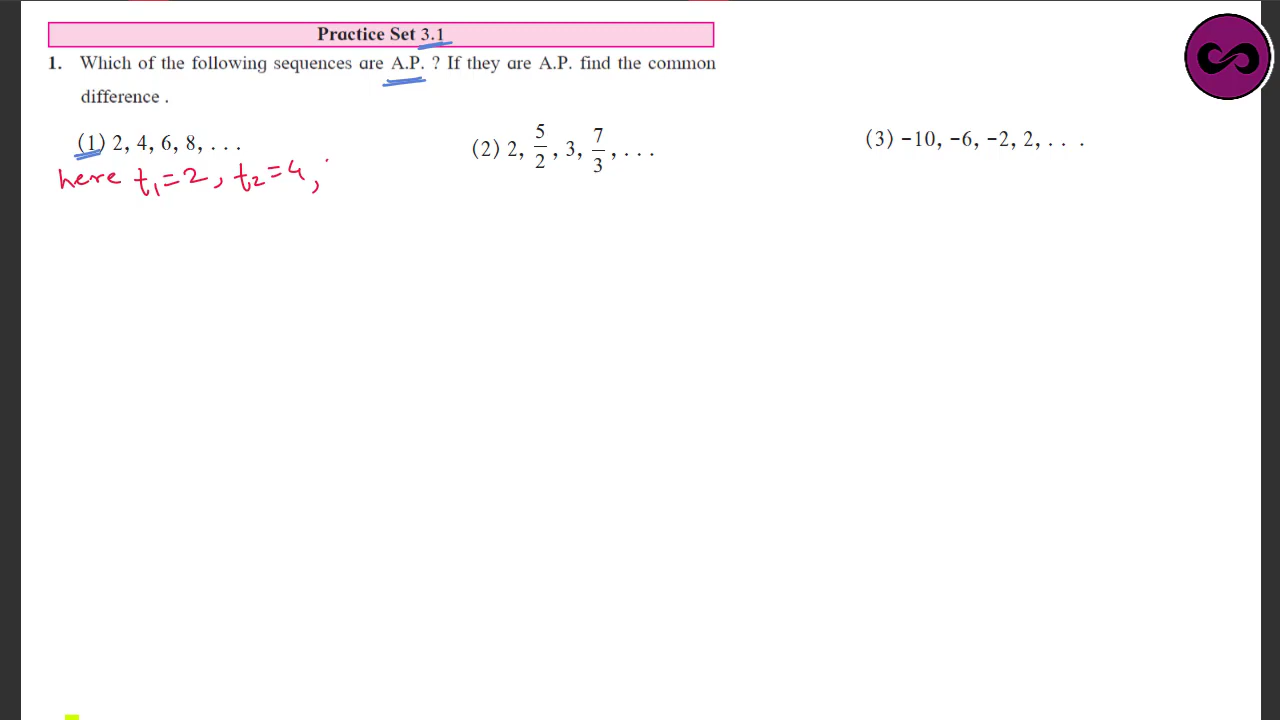 Practice Set 3.1
1. Which of the following sequences are A.P. ? If they are A.P. find the common
difference .
(1) 2, 4, 6, 8, . . .
(2) 2, 5/2, 3, 7/3, . . .
(3) -10, -6, -2, 2, . . .
here t₁=2, t₂=4,